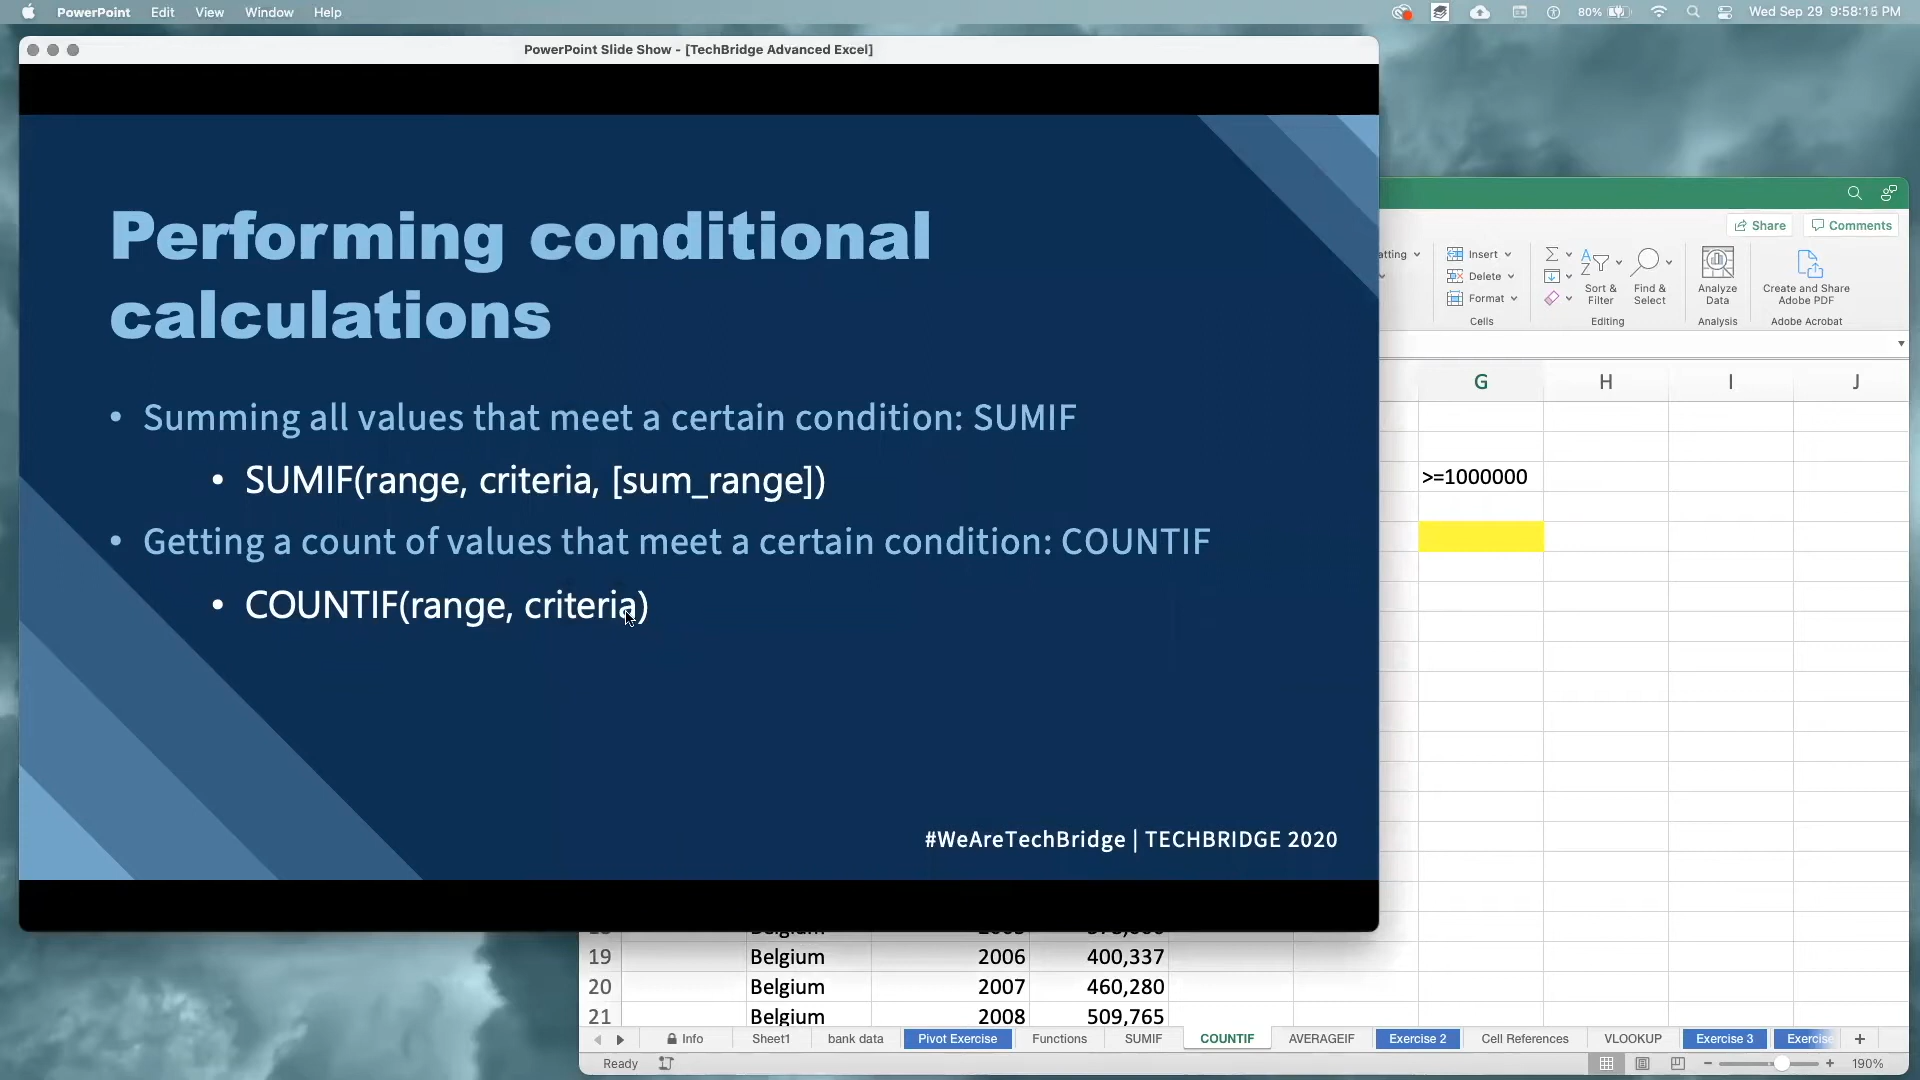 PowerPoint Edit View Window Help
80% Wed Sep 29 9:58:15 PM
PowerPoint Slide Show - [TechBridge Advanced Excel]
Performing conditional
calculations
• Summing all values that meet a certain condition: SUMIF
• SUMIF(range, criteria, [sum_range])
• Getting a count of values that meet a certain condition: COUNTIF
• COUNTIF(range, criteria)
#WeAreTechBridge | TECHBRIDGE 2020
Share Comments
atting Insert
Delete
Format
Cells
Sort &
Filter
Find &
Select
Editing
Analyze
Data
Analysis
Create and Share
Adobe PDF
Adobe Acrobat
G H I J
>=1000000
19 Belgium 2006 400,337
20 Belgium 2007 460,280
21 Belgium 2008 509,765
Info Sheet1 bank data Pivot Exercise Functions SUMIF COUNTIF AVERAGEIF Exercise 2 Cell References VLOOKUP Exercise 3 Exercise +
Ready 190%